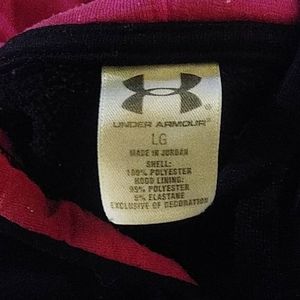 UNDER ARMOUR®
LG
MADE IN JORDAN
SHELL:
100% POLYESTER
HOOD LINING:
95% POLYESTER
5% ELASTANE
EXCLUSIVE OF DECORATION